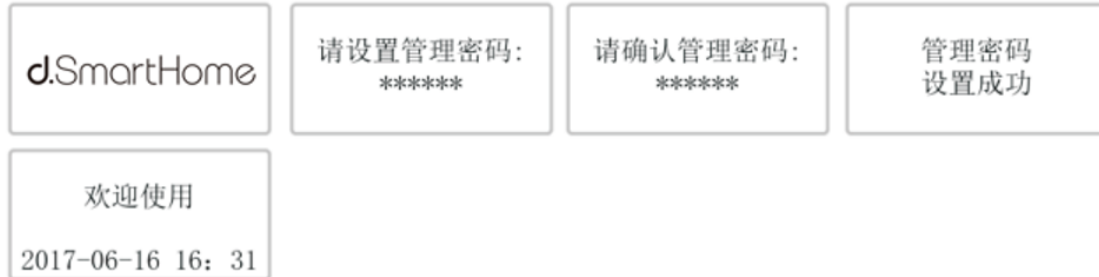 d.SmartHome
请设置管理密码:
******
请确认管理密码:
******
管理密码
设置成功
欢迎使用
2017-06-16 16: 31